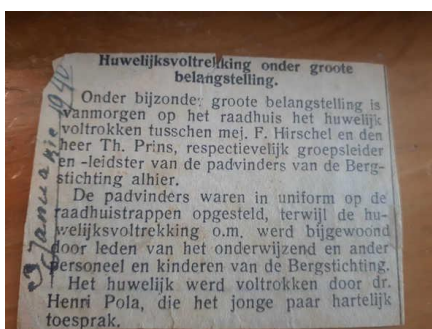 3 Januarie 1940
Huwelijksvoltrekking onder groote
belangstelling.
Onder bijzonder groote belangstelling is
vanmorgen op het raadhuis het huwelijk
voltrokken tusschen mej. F. Hirschel en den
heer Th. Prins, respectievelijk groepsleider
en -leidster van de padvinders van de Berg-
stichting alhier.
De padvinders waren in uniform op de
raadhuistrappen opgesteld, terwijl de hu-
welijksvoltrekking o.m. werd bijgewoond
door leden van het onderwijzend en ander
personeel en kinderen van de Bergstichting.
Het huwelijk werd voltrokken door dr.
Henri Pola, die het jonge paar hartelijk
toesprak.